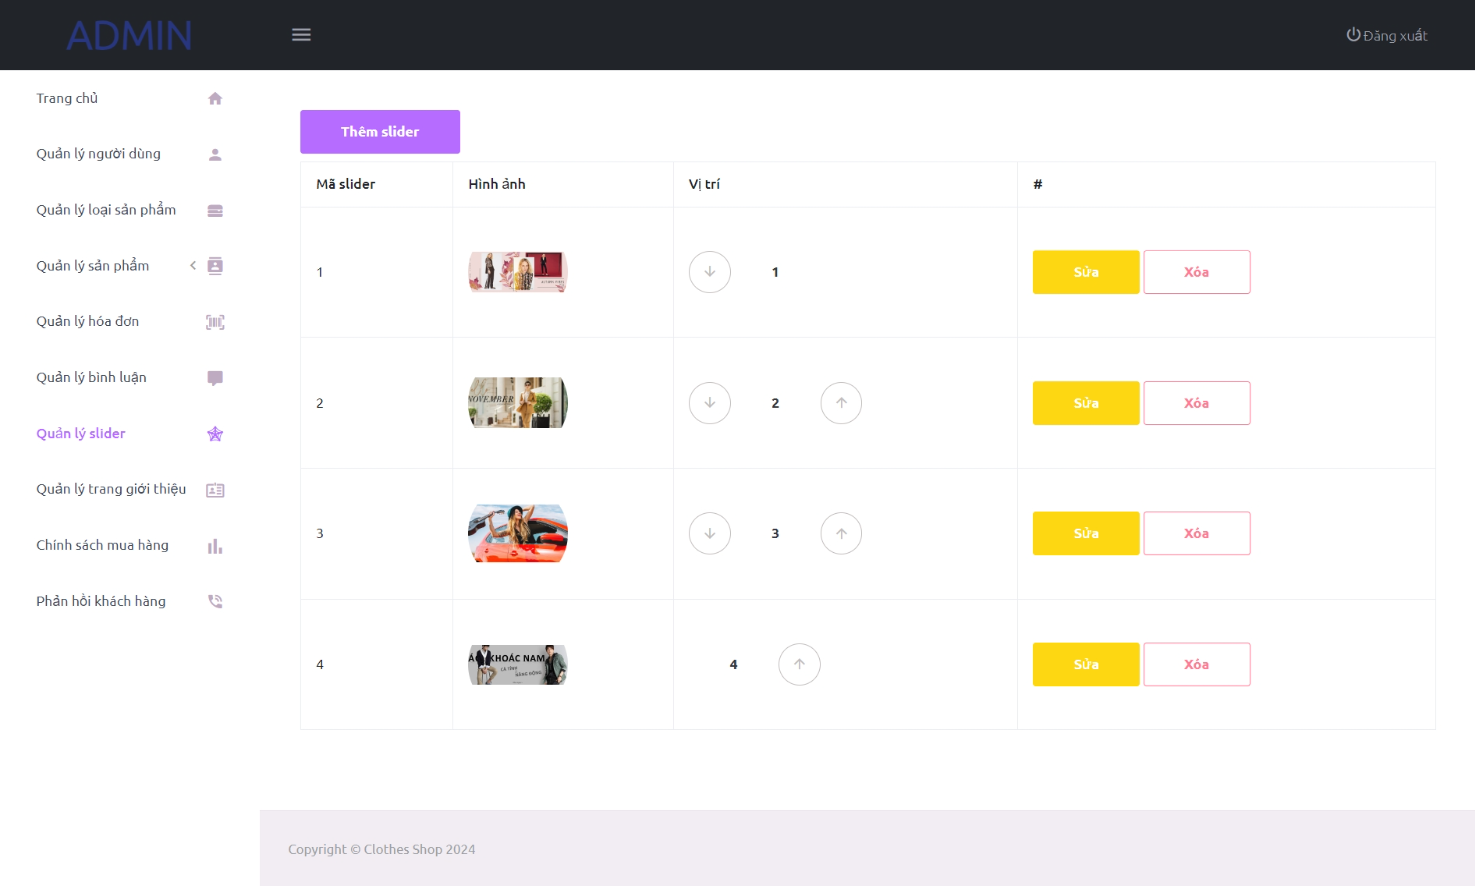 ADMIN
Đăng xuất
Trang chủ
Quản lý người dùng
Quản lý loại sản phẩm
Quản lý sản phẩm
Quản lý hóa đơn
Quản lý bình luận
Quản lý slider
Quản lý trang giới thiệu
Chính sách mua hàng
Phản hồi khách hàng
Thêm slider
Mã slider Hình ảnh Vị trí #
1 1 Sửa Xóa
2 NOVEMBER 2 Sửa Xóa
3 3 Sửa Xóa
4 KHOÁC NAM 4 Sửa Xóa
Copyright © Clothes Shop 2024